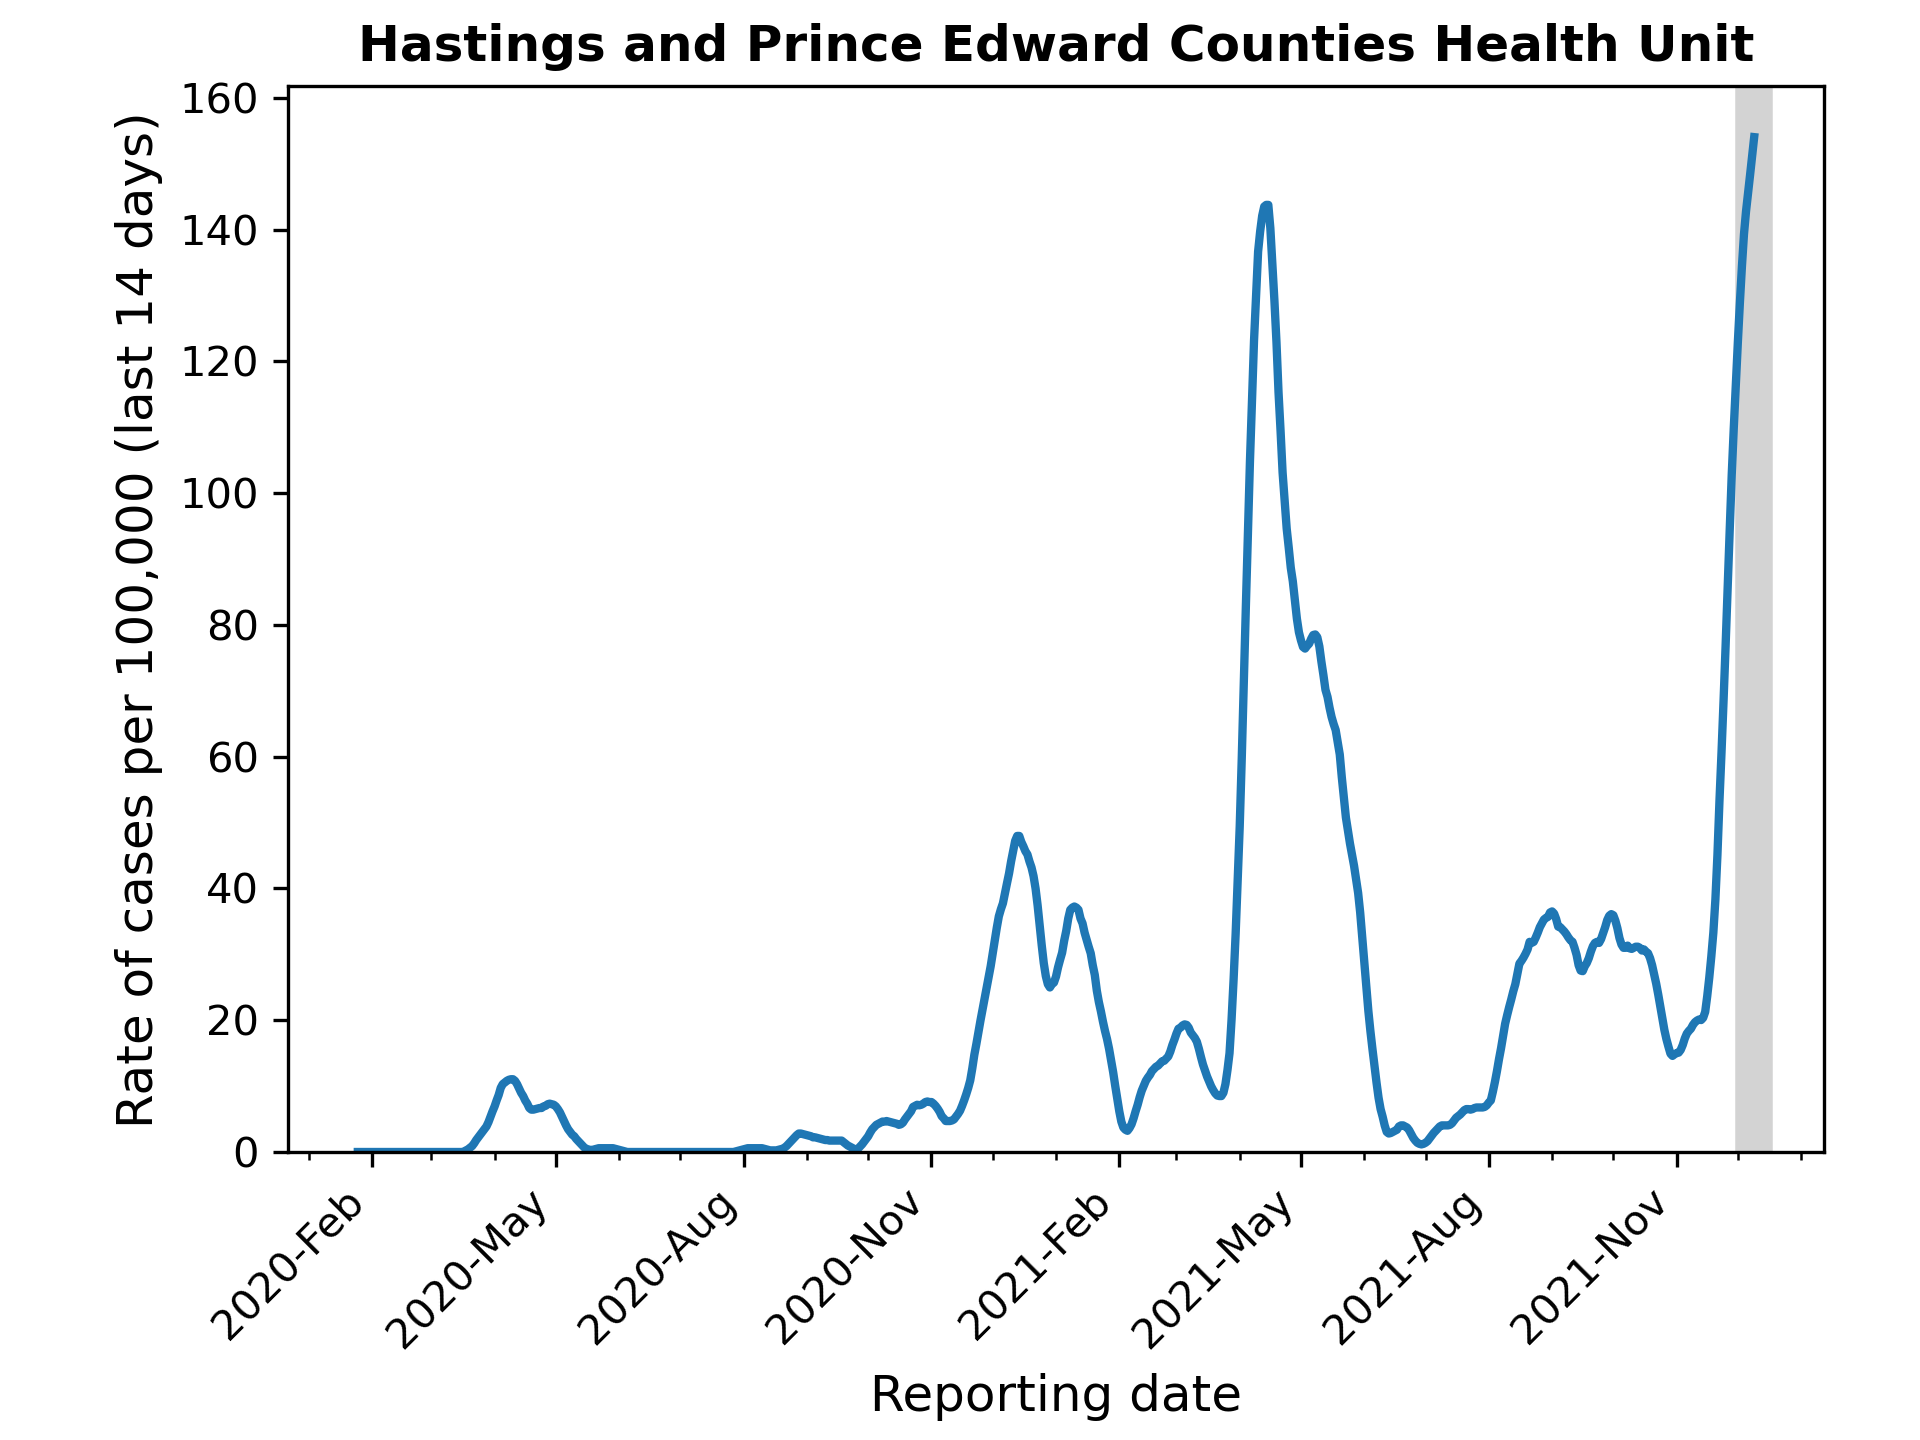 Hastings and Prince Edward Counties Health Unit
Rate of cases per 100,000 (last 14 days)
160
140
120
100
80
60
40
20
0
2020-Feb
2020-May
2020-Aug
2020-Nov
2021-Feb
2021-May
2021-Aug
2021-Nov
Reporting date